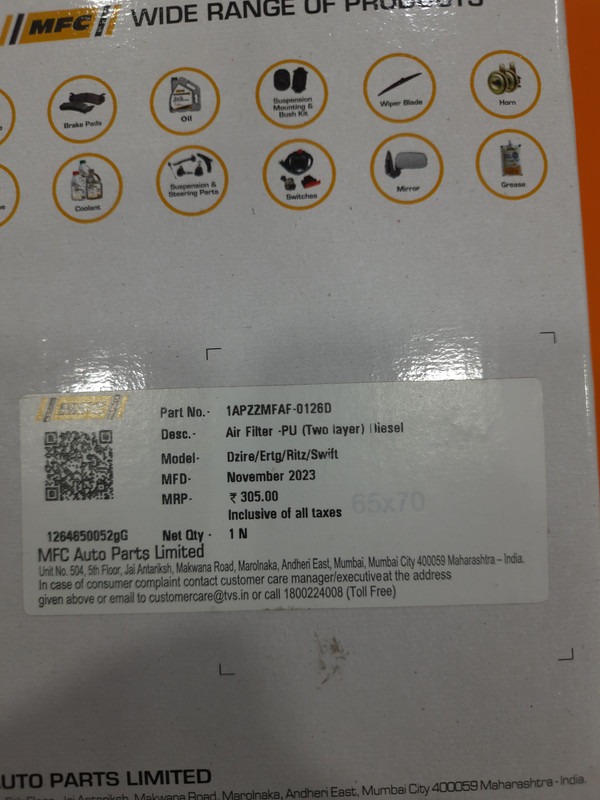 MFC WIDE RANGE OF PRODUCTS
Brake Pads
Oil
Suspension
Mounting &
Bush Kit
Wiper Blade
Horn
Coolant
Suspension &
Steering Parts
Switches
Mirror
Grease
Part No.- 1APZZMFAF-0126D
Desc.- Air Filter -PU (Two layer) Diesel
Model- Dzire/Ertg/Ritz/Swift
MFD- November 2023
MRP- ₹ 305.00
Inclusive of all taxes
65x70
1264850052gG Net Qty - 1 N
MFC Auto Parts Limited
Unit No. 504, 5th Floor, Jai Antariksh, Makwana Road, Marolnaka, Andheri East, Mumbai, Mumbai City 400059 Maharashtra – India.
In case of consumer complaint contact customer care manager/executive at the address
given above or email to customercare@tvs.in or call 1800224008 (Toll Free)
AUTO PARTS LIMITED
Jai Antariksh, Makwana Road, Marolnaka, Andheri East, Mumbai City 400059 Maharashtra - India.